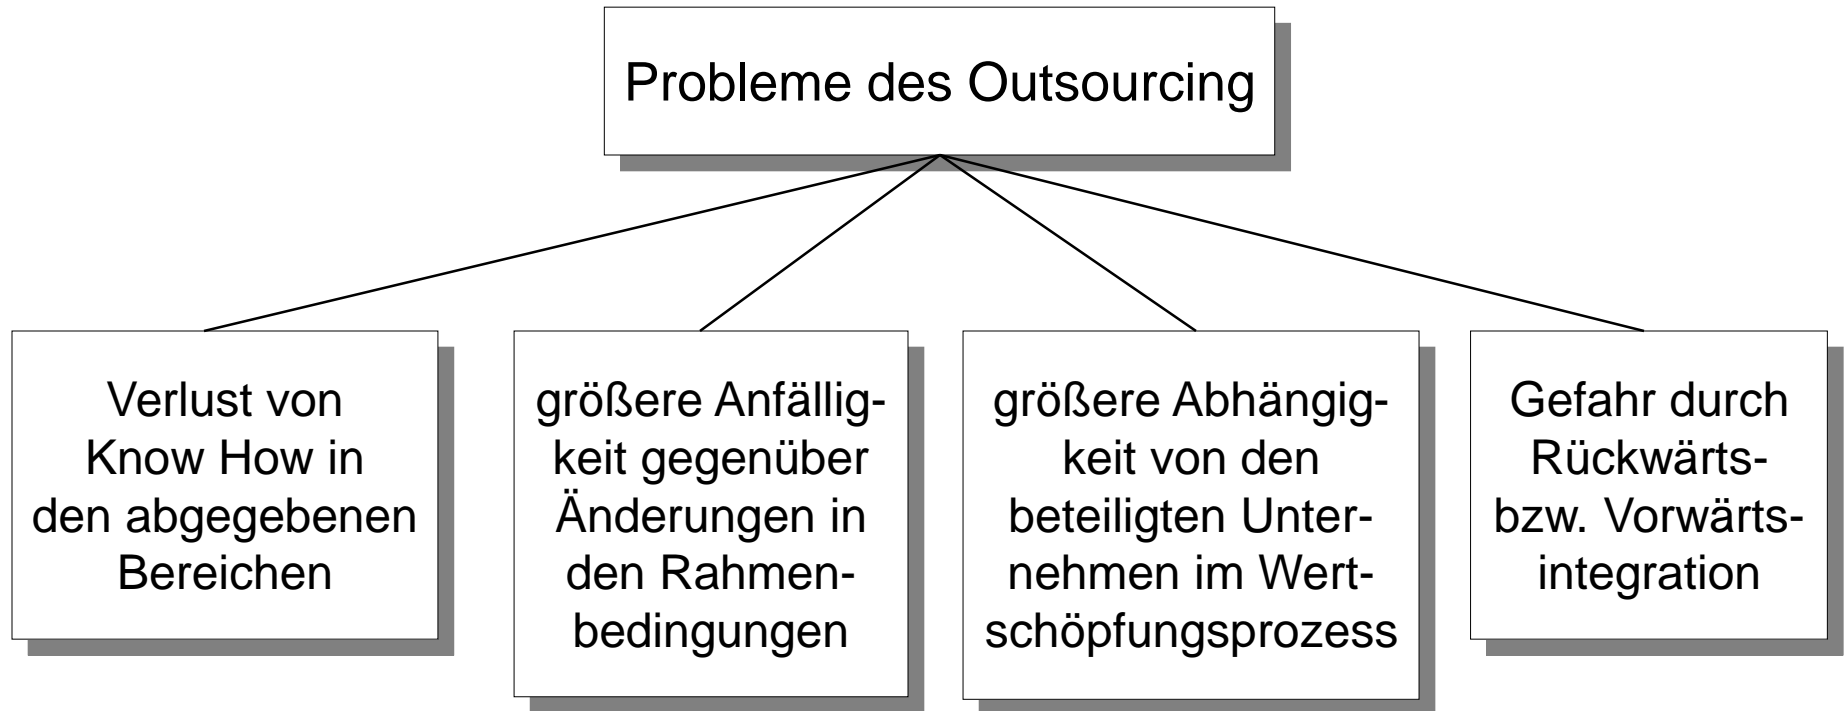 Probleme des Outsourcing
Verlust von
Know How in
den abgegebenen
Bereichen
größere Anfällig-
keit gegenüber
Änderungen in
den Rahmen-
bedingungen
größere Abhängig-
keit von den
beteiligten Unter-
nehmen im Wert-
schöpfungsprozess
Gefahr durch
Rückwärts-
bzw. Vorwärts-
integration